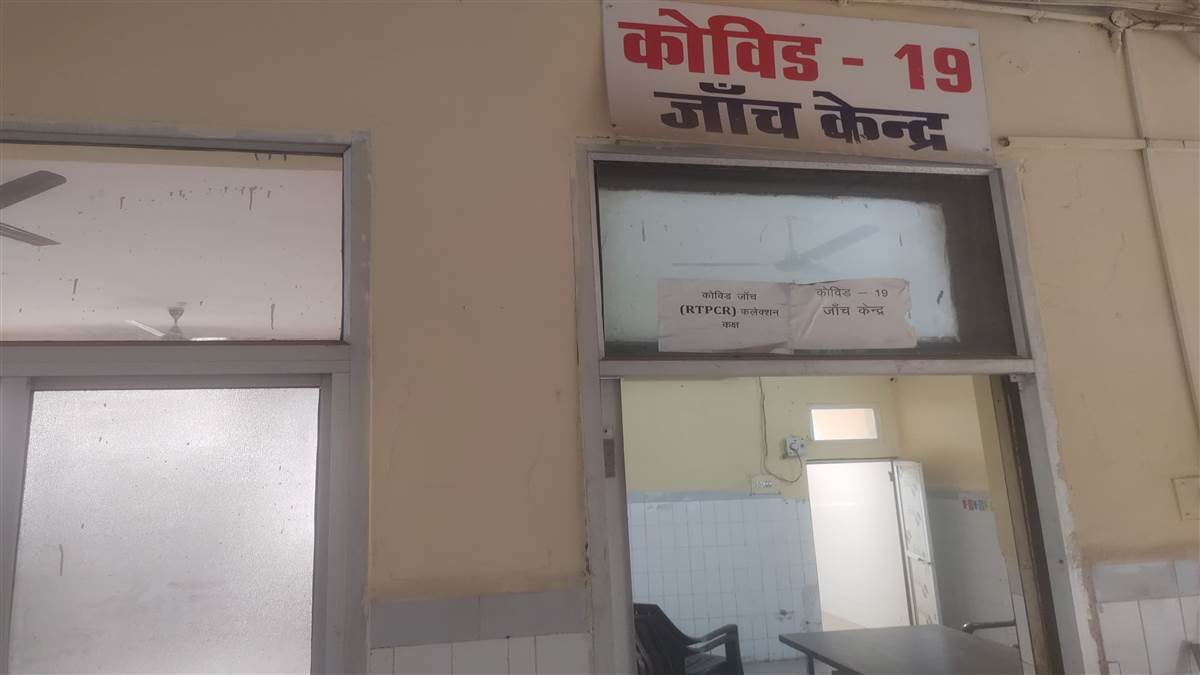 कोविड - 19
जाँच केन्द्र
कोविड जाँच
(RTPCR) कलेक्शन
कक्ष
कोविड – 19
जाँच केन्द्र